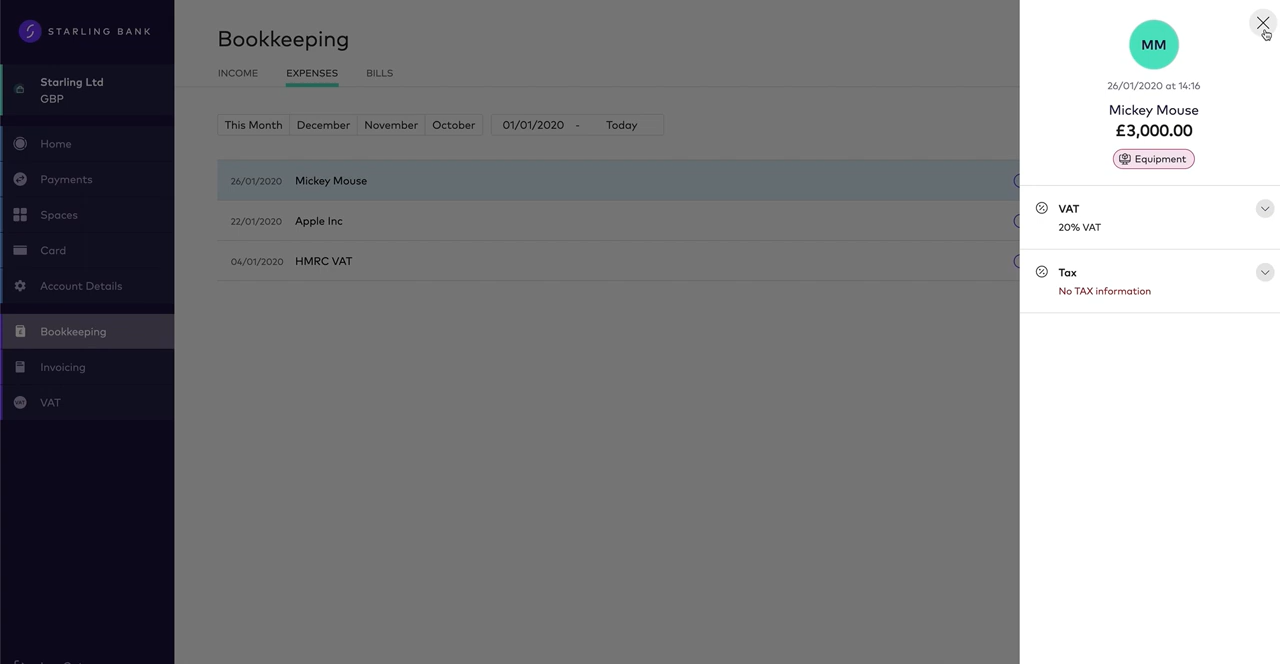 STARLING BANK
Starling Ltd
GBP
Home
Payments
Spaces
Card
Account Details
Bookkeeping
Invoicing
VAT
Bookkeeping
INCOME EXPENSES BILLS
This Month December November October 01/01/2020 - Today
26/01/2020 Mickey Mouse
22/01/2020 Apple Inc
04/01/2020 HMRC VAT
MM
26/01/2020 at 14:16
Mickey Mouse
£3,000.00
Equipment
VAT
20% VAT
Tax
No TAX information